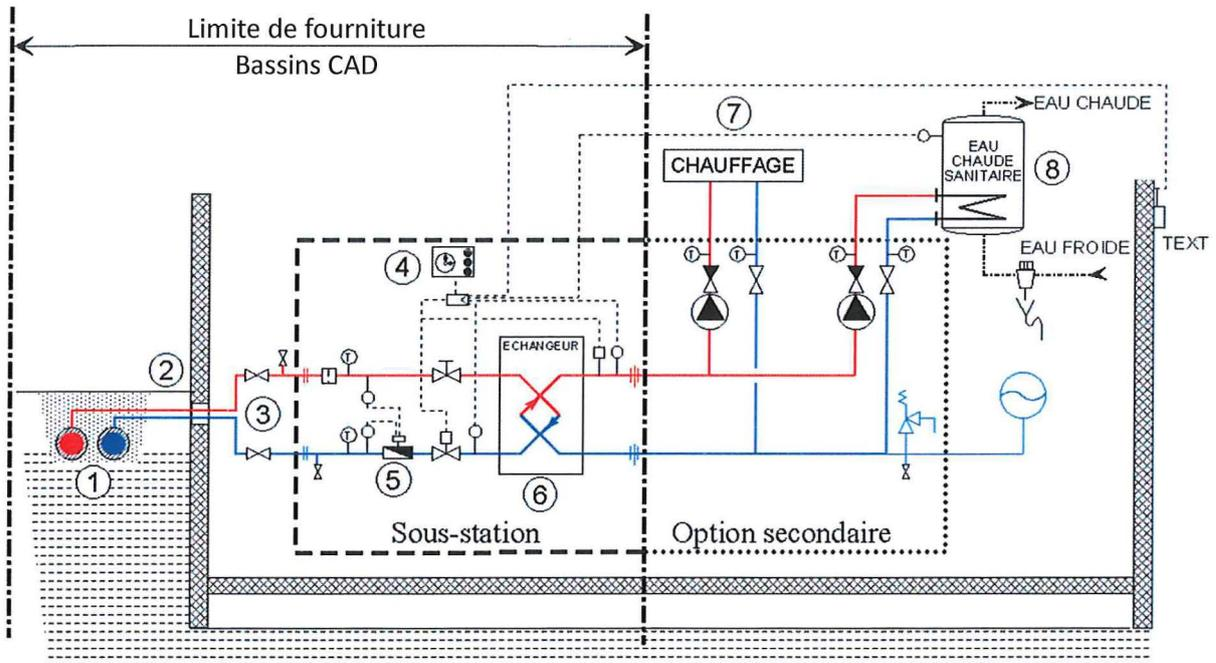 Limite de fourniture
Bassins CAD
7
EAU CHAUDE
CHAUFFAGE
EAU
CHAUDE
SANITAIRE
8
4
T
T
T
T
EAU FROIDE
TEXT
ECHANGEUR
2
T
3
T
1
5
6
Sous-station
Option secondaire